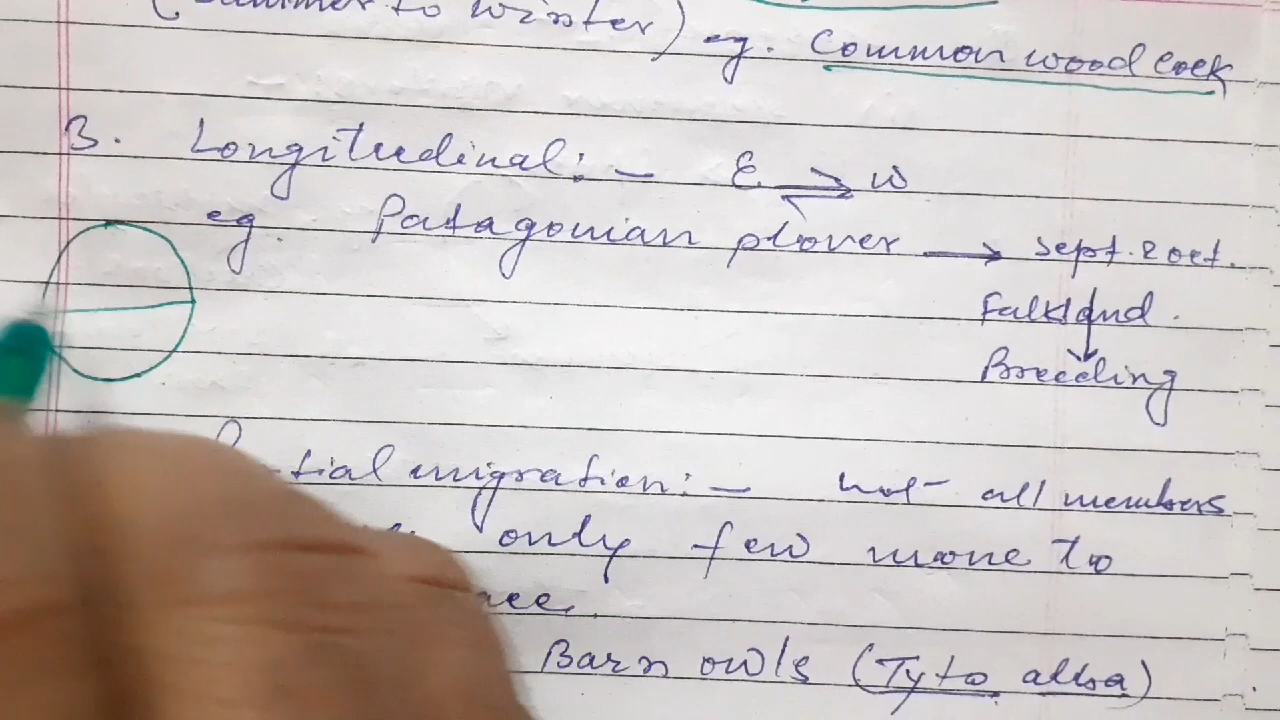 (Summer to winter) eg. Common wood cock
3. Longitudinal:- E ⇌ W
eg. Patagonian plover → Sept. & oct.
Falkland.
Breeding
tial migration:- not all members
only few move to
Barn owls (Tyto alba)